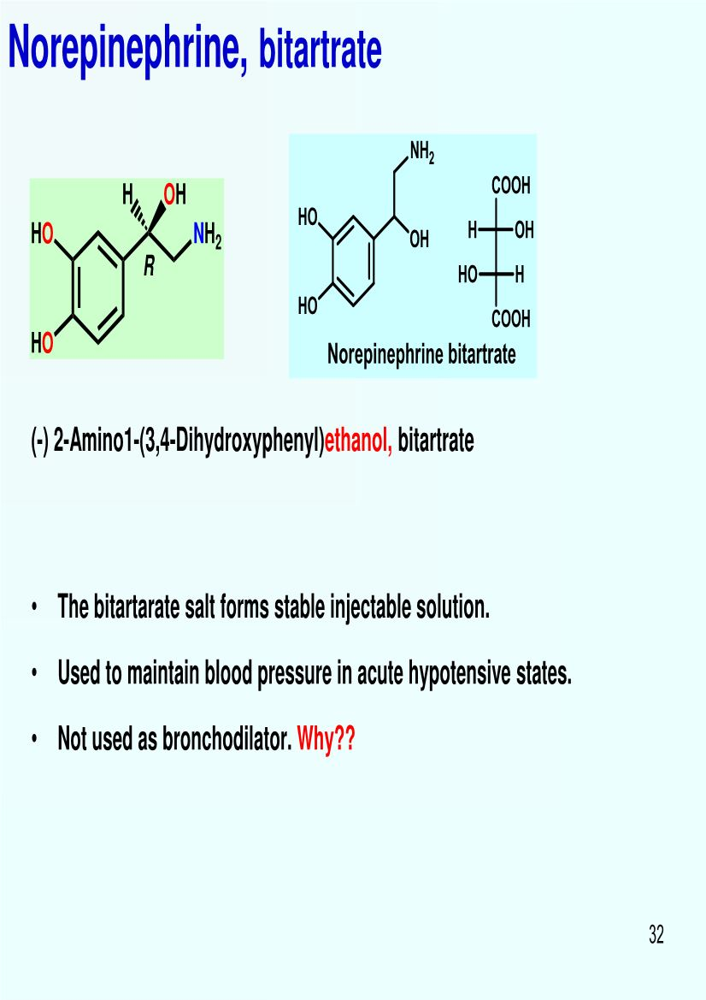 Norepinephrine, bitartrate
H OH
HO NH2
R
HO
NH2
HO
OH
HO
COOH
H OH
HO H
COOH
Norepinephrine bitartrate
(-) 2-Amino1-(3,4-Dihydroxyphenyl)ethanol, bitartrate
• The bitartarate salt forms stable injectable solution.
• Used to maintain blood pressure in acute hypotensive states.
• Not used as bronchodilator. Why??
32